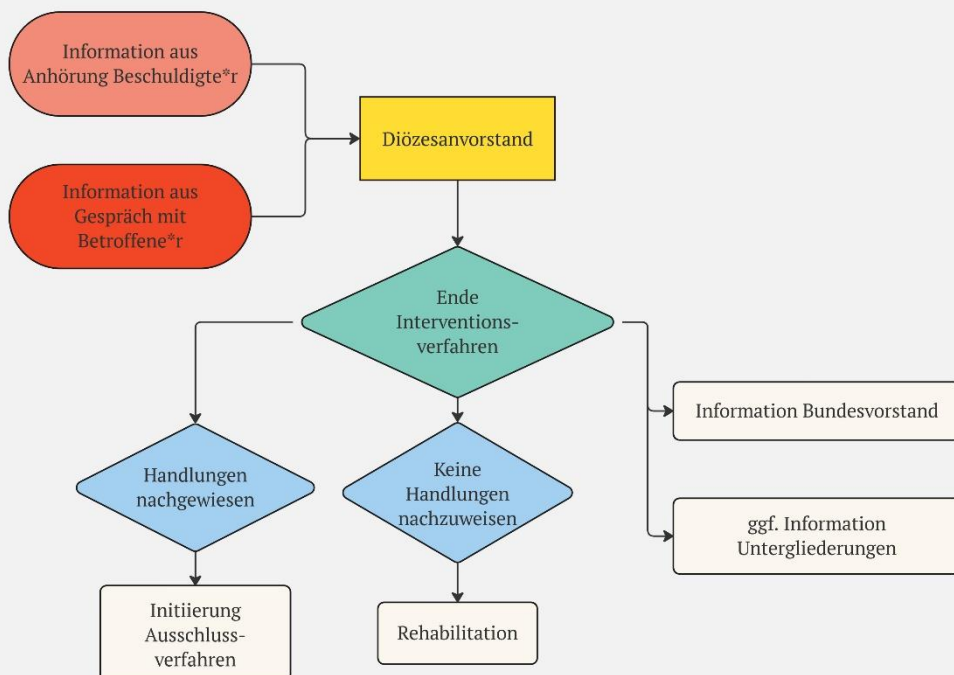 Information aus
Anhörung Beschuldigte*r
Diözesanvorstand
Information aus
Gespräch mit
Betroffene*r
Ende
Interventions-
verfahren
Information Bundesvorstand
Handlungen
nachgewiesen
Keine
Handlungen
nachzuweisen
ggf. Information
Untergliederungen
Initiierung
Ausschluss-
verfahren
Rehabilitation